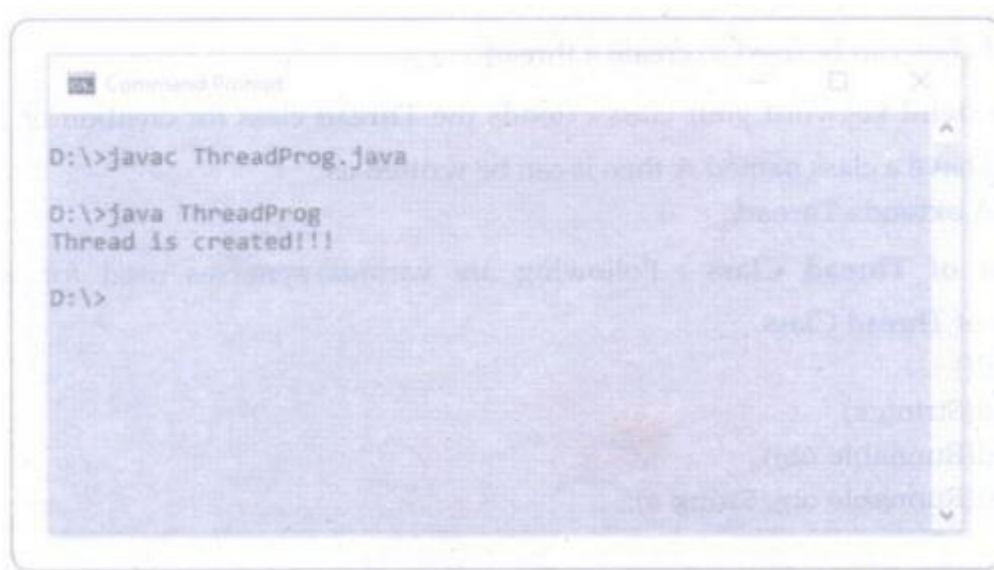 Command Prompt
D:\>javac ThreadProg.java
D:\>java ThreadProg
Thread is created!!!
D:\>